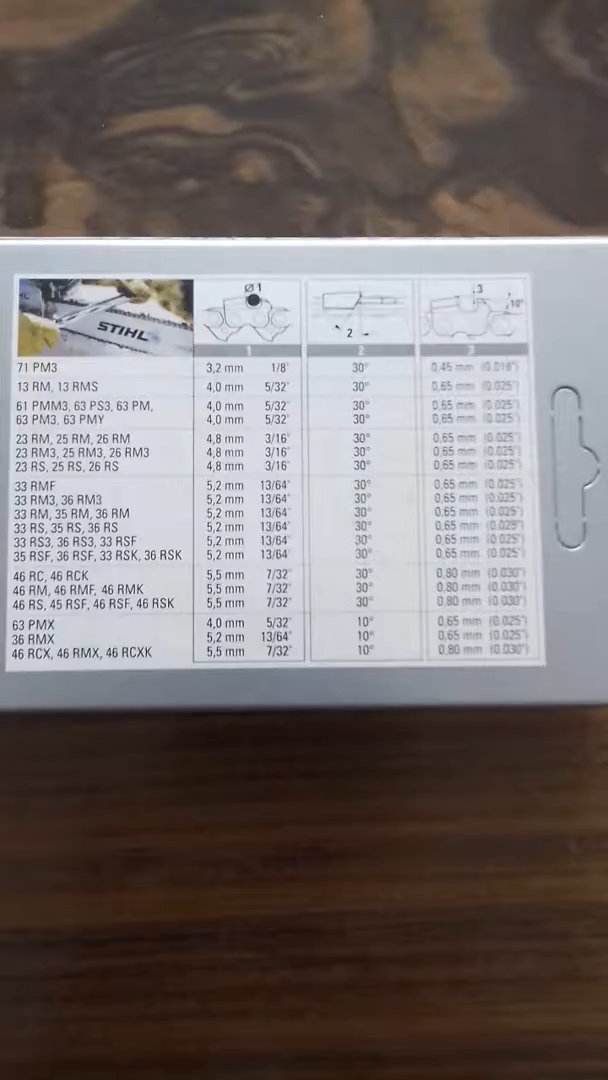 STIHL
Ø 1
2
3
10°
1 2 3
71 PM3 3,2 mm 1/8" 30° 0,45 mm (0.018")
13 RM, 13 RMS 4,0 mm 5/32" 30° 0,65 mm (0.025")
61 PMM3, 63 PS3, 63 PM, 4,0 mm 5/32" 30° 0,65 mm (0.025")
63 PM3, 63 PMY 4,0 mm 5/32" 30° 0,65 mm (0.025")
23 RM, 25 RM, 26 RM 4,8 mm 3/16" 30° 0,65 mm (0.025")
23 RM3, 25 RM3, 26 RM3 4,8 mm 3/16" 30° 0,65 mm (0.025")
23 RS, 25 RS, 26 RS 4,8 mm 3/16" 30° 0,65 mm (0.025")
33 RMF 5,2 mm 13/64" 30° 0,65 mm (0.025")
33 RM3, 36 RM3 5,2 mm 13/64" 30° 0,65 mm (0.025")
33 RM, 35 RM, 36 RM 5,2 mm 13/64" 30° 0,65 mm (0.025")
33 RS, 35 RS, 36 RS 5,2 mm 13/64" 30° 0,65 mm (0.025")
33 RS3, 36 RS3, 33 RSF 5,2 mm 13/64" 30° 0,65 mm (0.025")
35 RSF, 36 RSF, 33 RSK, 36 RSK 5,2 mm 13/64" 30° 0,65 mm (0.025")
46 RC, 46 RCK 5,5 mm 7/32" 30° 0,80 mm (0.030")
46 RM, 46 RMF, 46 RMK 5,5 mm 7/32" 30° 0,80 mm (0.030")
46 RS, 45 RSF, 46 RSF, 46 RSK 5,5 mm 7/32" 30° 0,80 mm (0.030")
63 PMX 4,0 mm 5/32" 10° 0,65 mm (0.025")
36 RMX 5,2 mm 13/64" 10° 0,65 mm (0.025")
46 RCX, 46 RMX, 46 RCXK 5,5 mm 7/32" 10° 0,80 mm (0.030")